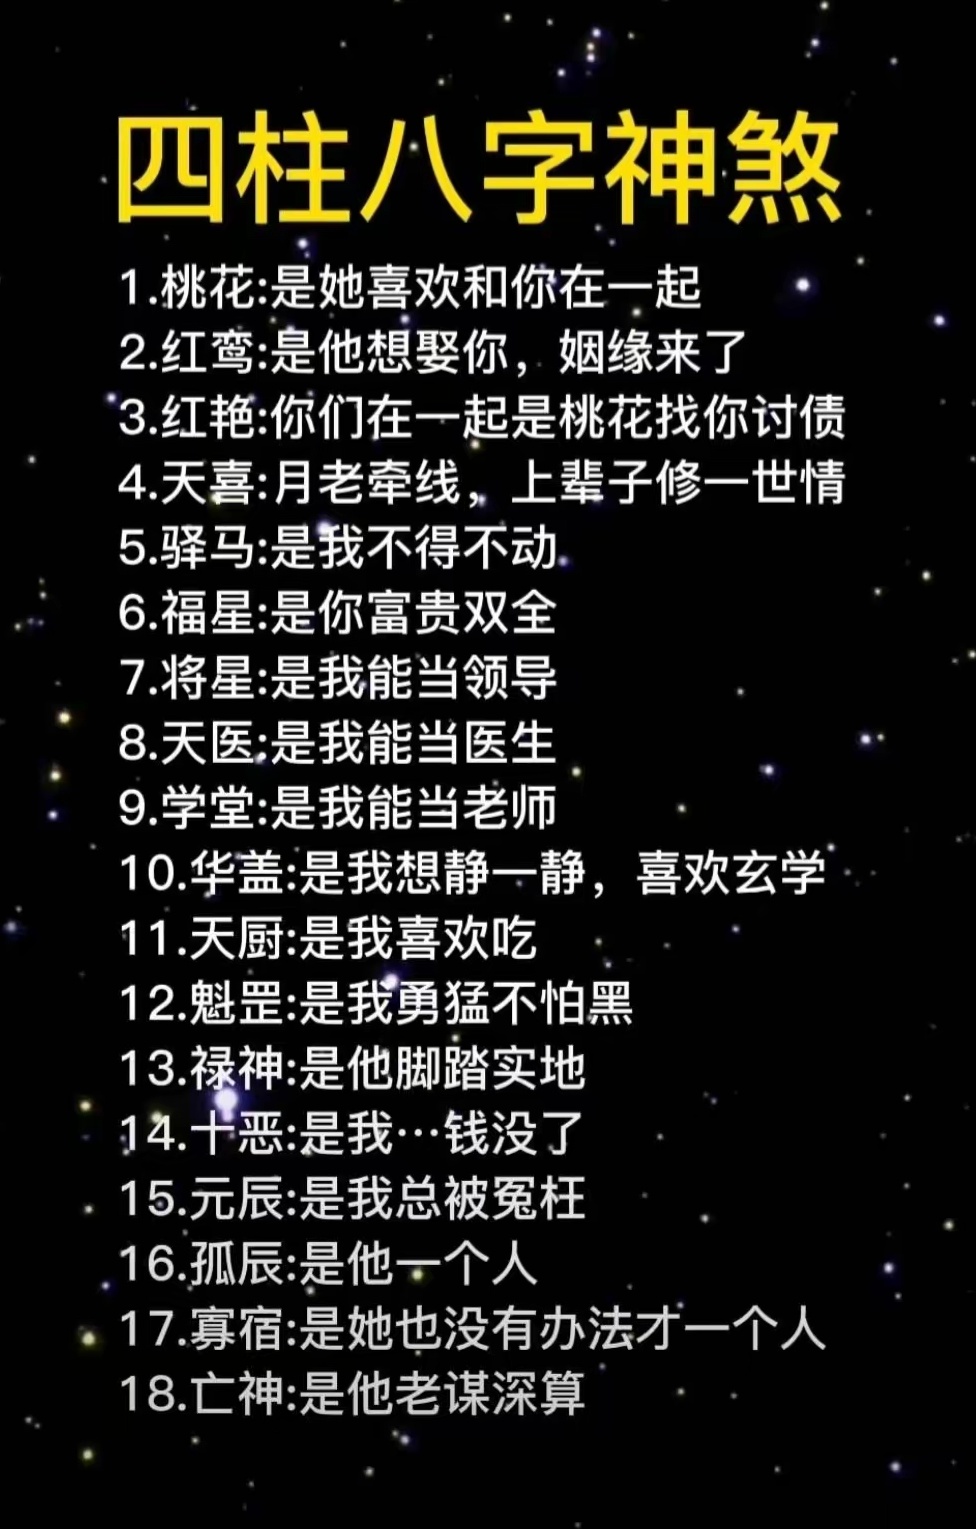 四柱八字神煞
1.桃花:是她喜欢和你在一起
2.红鸾:是他想娶你，姻缘来了
3.红艳:你们在一起是桃花找你讨债
4.天喜:月老牵线，上辈子修一世情
5.驿马:是我不得不动
6.福星:是你富贵双全
7.将星:是我能当领导
8.天医:是我能当医生
9.学堂:是我能当老师
10.华盖:是我想静一静，喜欢玄学
11.天厨:是我喜欢吃
12.魁罡:是我勇猛不怕黑
13.禄神:是他脚踏实地
14.十恶:是我…钱没了
15.元辰:是我总被冤枉
16.孤辰:是他一个人
17.寡宿:是她也没有办法才一个人
18.亡神:是他老谋深算